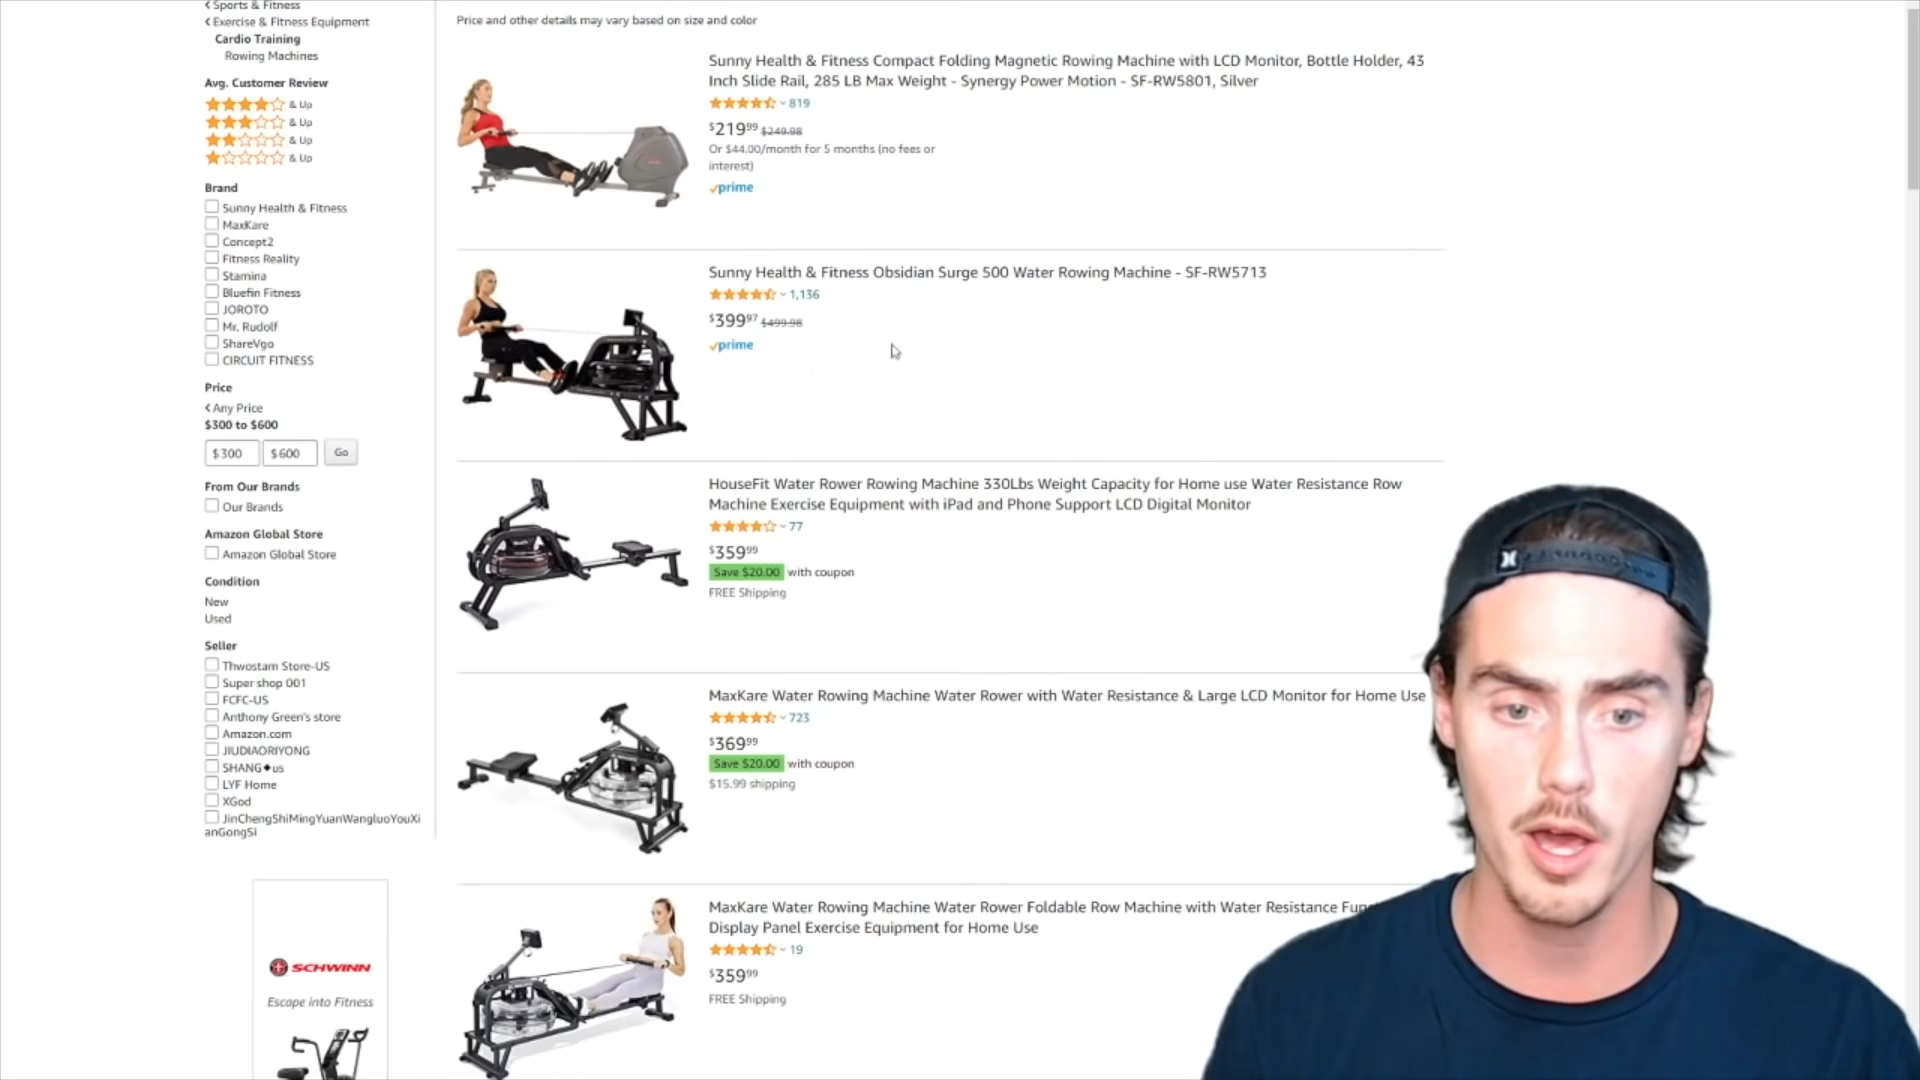 Sports & Fitness
Exercise & Fitness Equipment
Cardio Training
Rowing Machines
Avg. Customer Review
& Up
& Up
& Up
& Up
Brand
Sunny Health & Fitness
MaxKare
Concept2
Fitness Reality
Stamina
Bluefin Fitness
JOROTO
Mr. Rudolf
ShareVgo
CIRCUIT FITNESS
Price
Any Price
$300 to $600
$300 $600 Go
From Our Brands
Our Brands
Amazon Global Store
Amazon Global Store
Condition
New
Used
Seller
Thwostam Store-US
Super shop 001
FCFC-US
Anthony Green's store
Amazon.com
JIUDIAORIYONG
SHANG◆us
LYF Home
XGod
JinChengShiMingYuanWangluoYouXi
anGongSi
SCHWINN
Escape into Fitness
Price and other details may vary based on size and color
Sunny Health & Fitness Compact Folding Magnetic Rowing Machine with LCD Monitor, Bottle Holder, 43
Inch Slide Rail, 285 LB Max Weight - Synergy Power Motion - SF-RW5801, Silver
819
$219.99 $249.98
Or $44.00/month for 5 months (no fees or
interest)
prime
Sunny Health & Fitness Obsidian Surge 500 Water Rowing Machine - SF-RW5713
1,136
$399.97 $499.98
prime
HouseFit Water Rower Rowing Machine 330Lbs Weight Capacity for Home use Water Resistance Row
Machine Exercise Equipment with iPad and Phone Support LCD Digital Monitor
77
$359.99
Save $20.00 with coupon
FREE Shipping
MaxKare Water Rowing Machine Water Rower with Water Resistance & Large LCD Monitor for Home Use
723
$369.99
Save $20.00 with coupon
$15.99 shipping
MaxKare Water Rowing Machine Water Rower Foldable Row Machine with Water Resistance
Display Panel Exercise Equipment for Home Use
19
$359.99
FREE Shipping